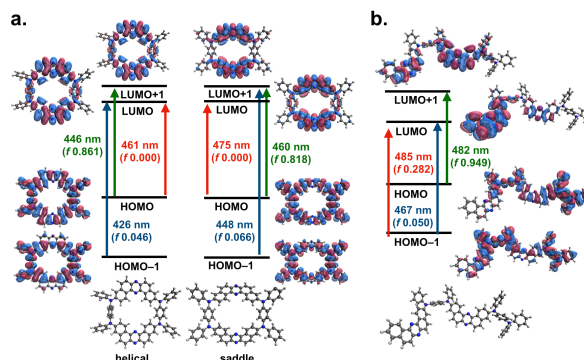 a.
b.
LUMO+1
LUMO
446 nm
(f 0.861)
461 nm
(f 0.000)
HOMO
426 nm
(f 0.046)
HOMO–1
helical
LUMO+1
LUMO
475 nm
(f 0.000)
460 nm
(f 0.818)
HOMO
448 nm
(f 0.066)
HOMO–1
saddle
LUMO+1
LUMO
485 nm
(f 0.282)
482 nm
(f 0.949)
HOMO
467 nm
(f 0.050)
HOMO–1